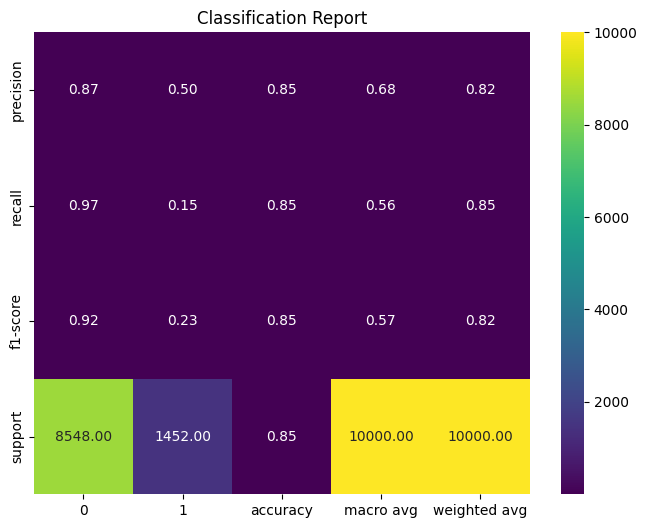 Classification Report
precision 0.87 0.50 0.85 0.68 0.82
recall 0.97 0.15 0.85 0.56 0.85
f1-score 0.92 0.23 0.85 0.57 0.82
support 8548.00 1452.00 0.85 10000.00 10000.00
0 1 accuracy macro avg weighted avg
10000
8000
6000
4000
2000